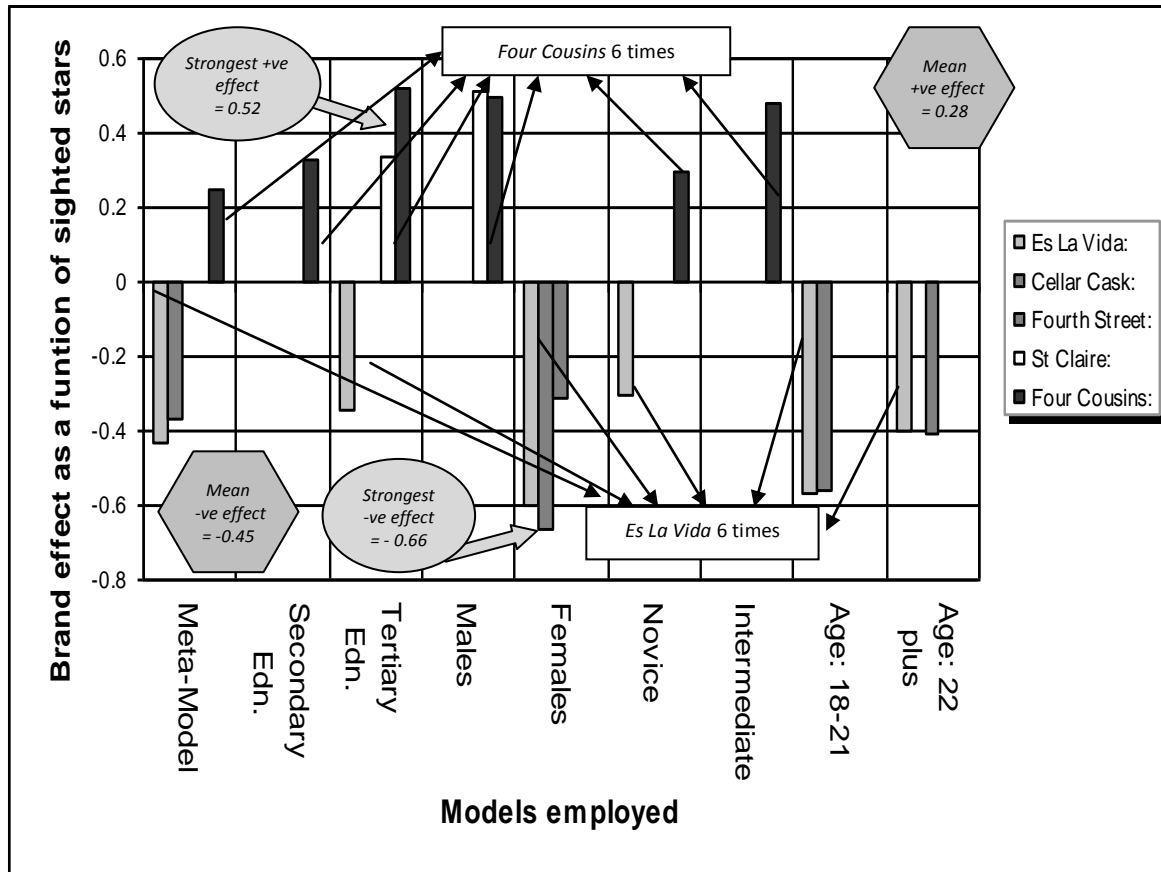 Brand effect as a funtion of sighted stars
0.6
0.4
0.2
0
-0.2
-0.4
-0.6
-0.8
Strongest +ve
effect
= 0.52
Four Cousins 6 times
Mean
+ve effect
= 0.28
Mean
-ve effect
= -0.45
Strongest
-ve effect
= - 0.66
Es La Vida 6 times
Es La Vida:
Cellar Cask:
Fourth Street:
St Claire:
Four Cousins:
Meta-Model
Secondary
Edn.
Tertiary
Edn.
Males
Females
Novice
Intermediate
Age: 18-21
Age: 22
plus
Models employed